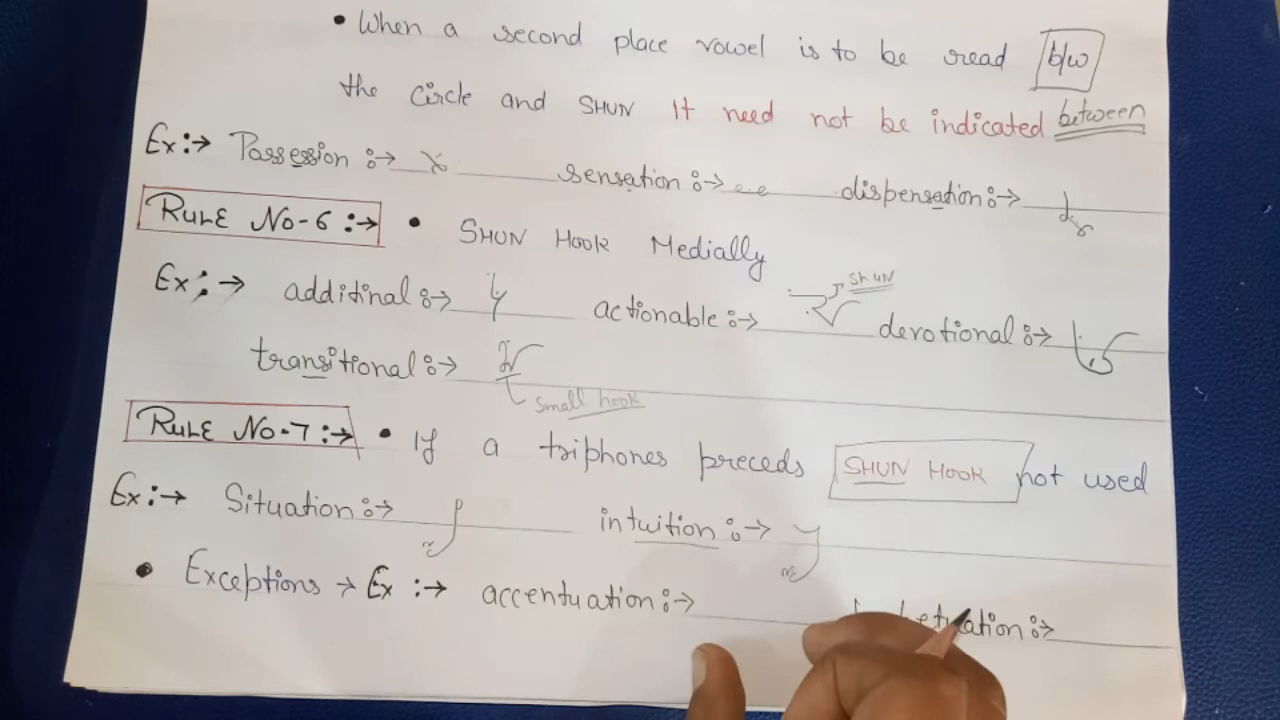 • When a second place vowel is to be read b/w
the circle and SHUN It need not be indicated between
Ex:→ Possession :→ sensation :→ dispensation :→
RULE No-6 :→ • SHUN Hook Medially
Ex:→ additinal :→ actionable :→ SHUN devotional :→
transitional :→
small hook
RULE No-7 :→ • If a triphones preceds SHUN HOOK not used
Ex:→ Situation :→ intuition :→
• Exceptions → Ex :→ accentuation :→